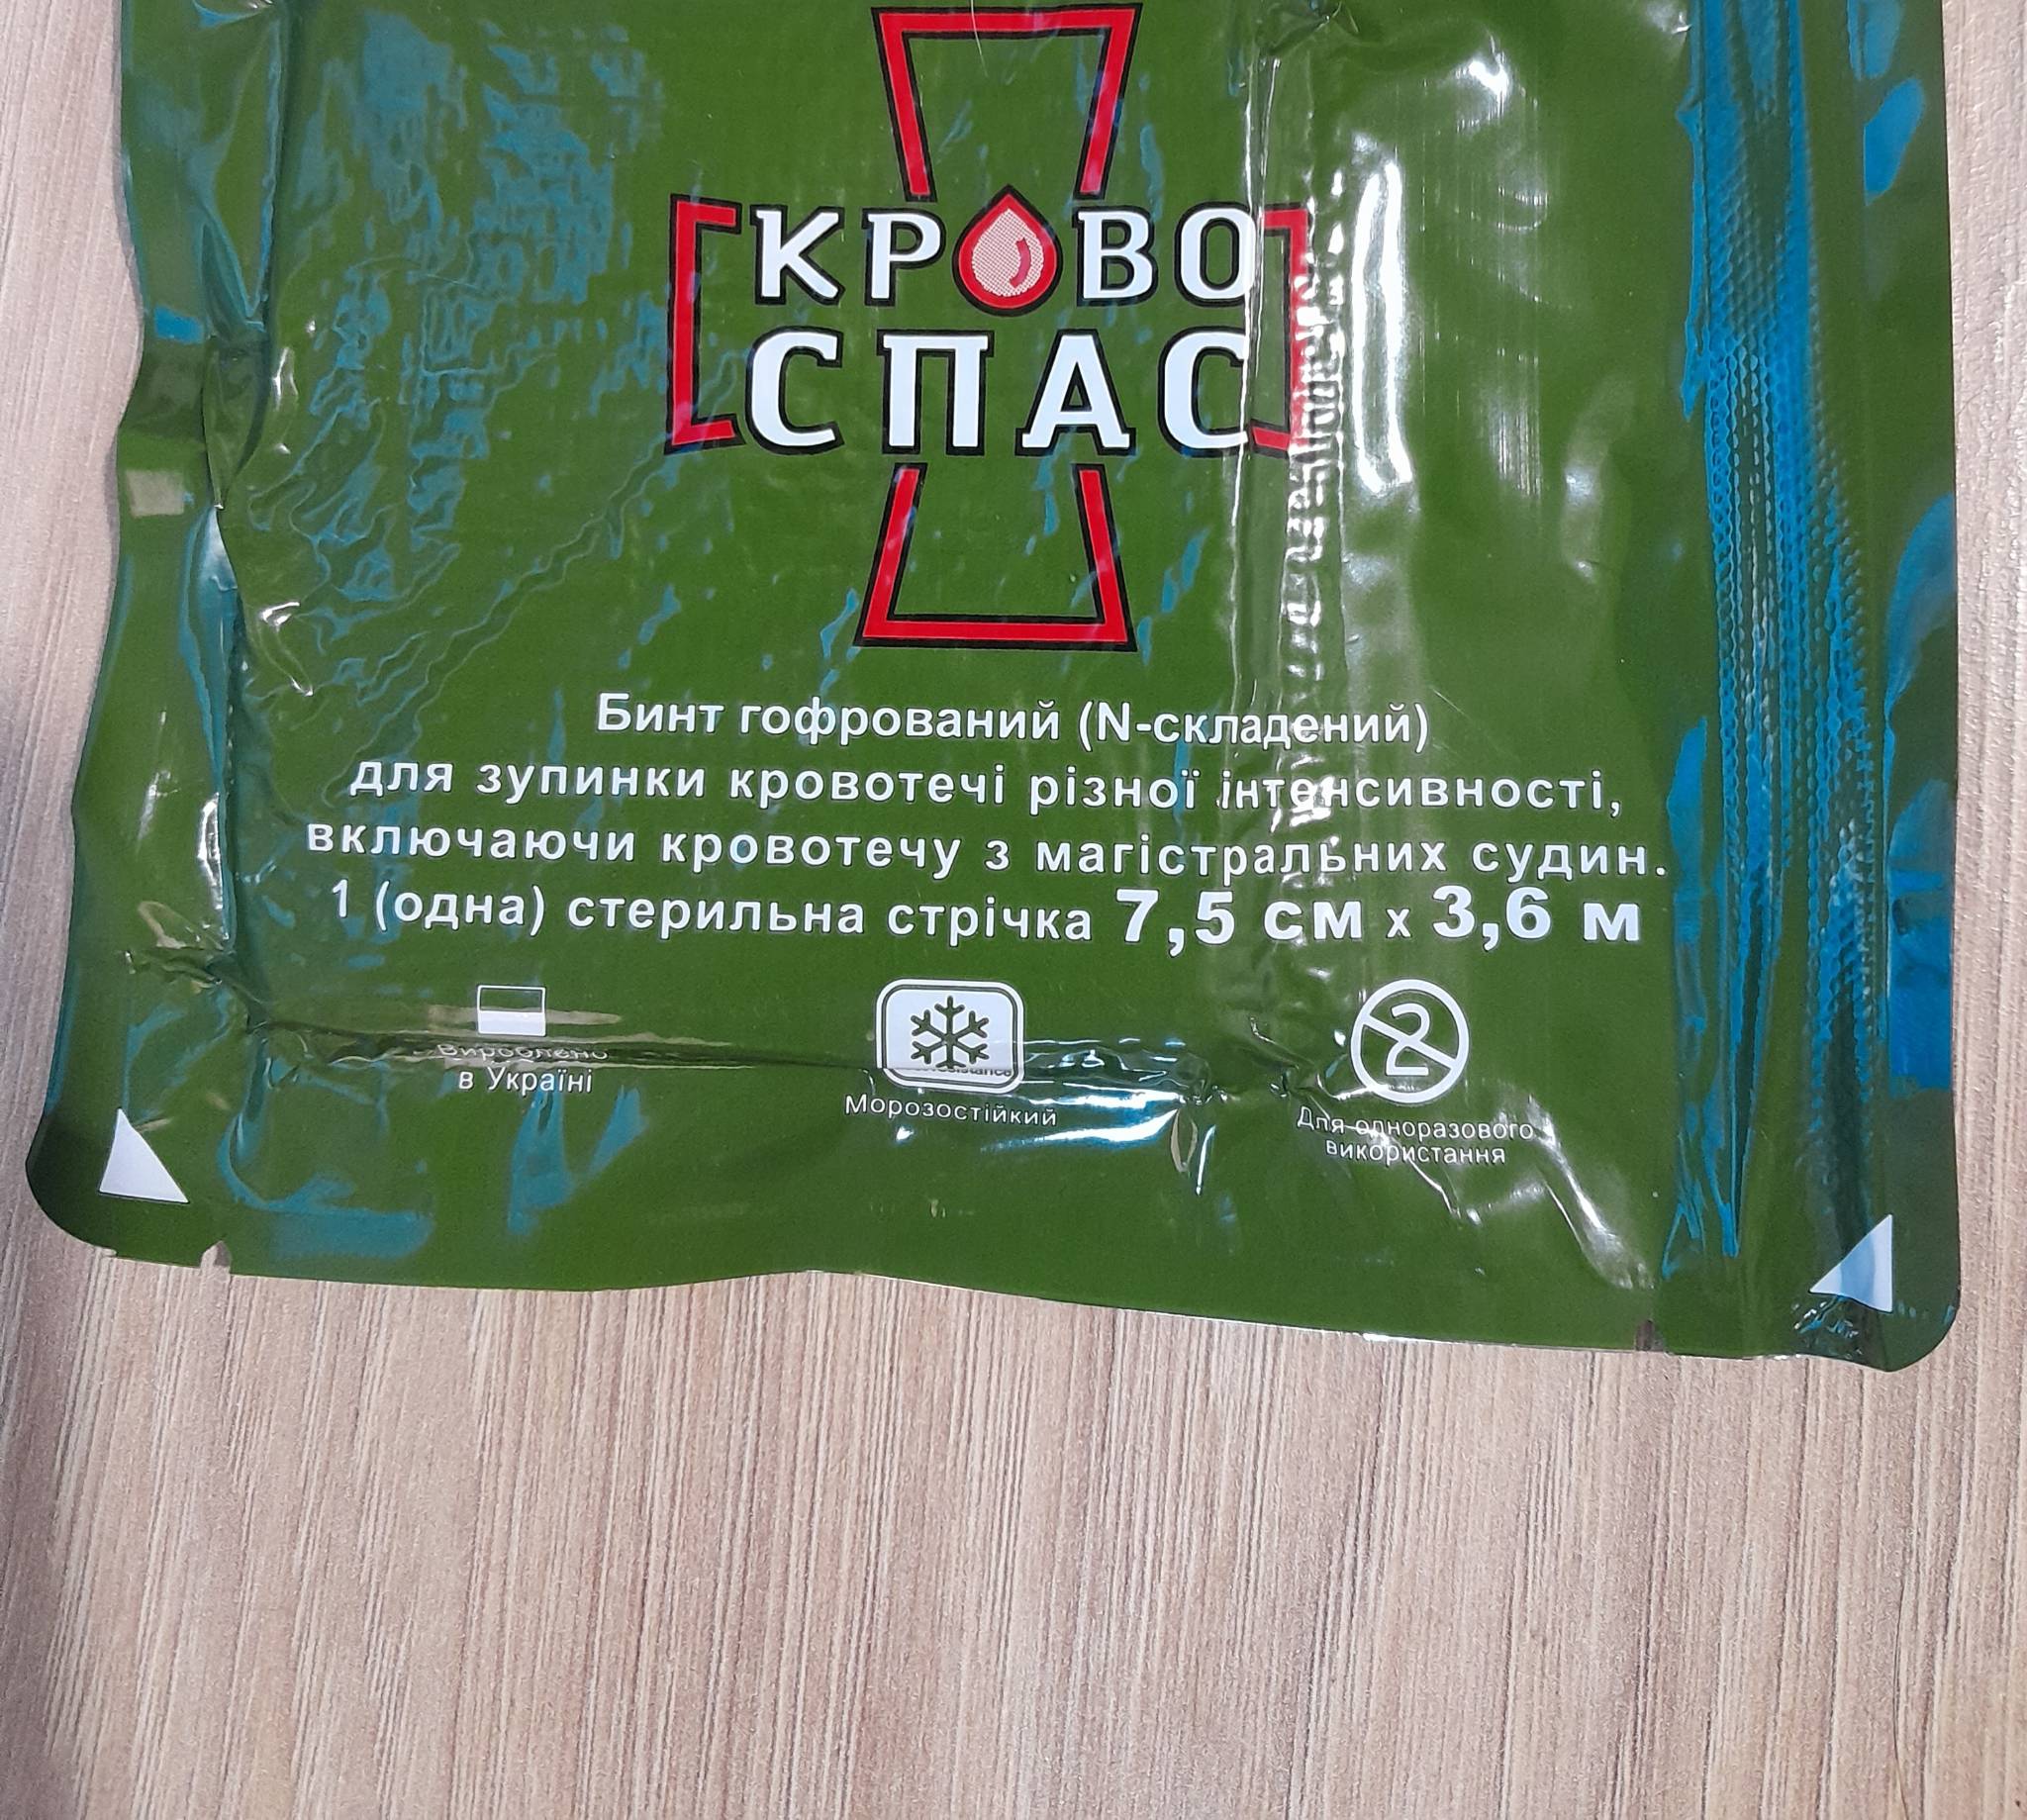 КРОВО
СПАС
Бинт гофрований (N-складений)
для зупинки кровотечі різної інтенсивності,
включаючи кровотечу з магістральних судин.
1 (одна) стерильна стрічка 7,5 см х 3,6 м
Вироблено
в Україні
Морозостійкий
2
Для одноразового
використання